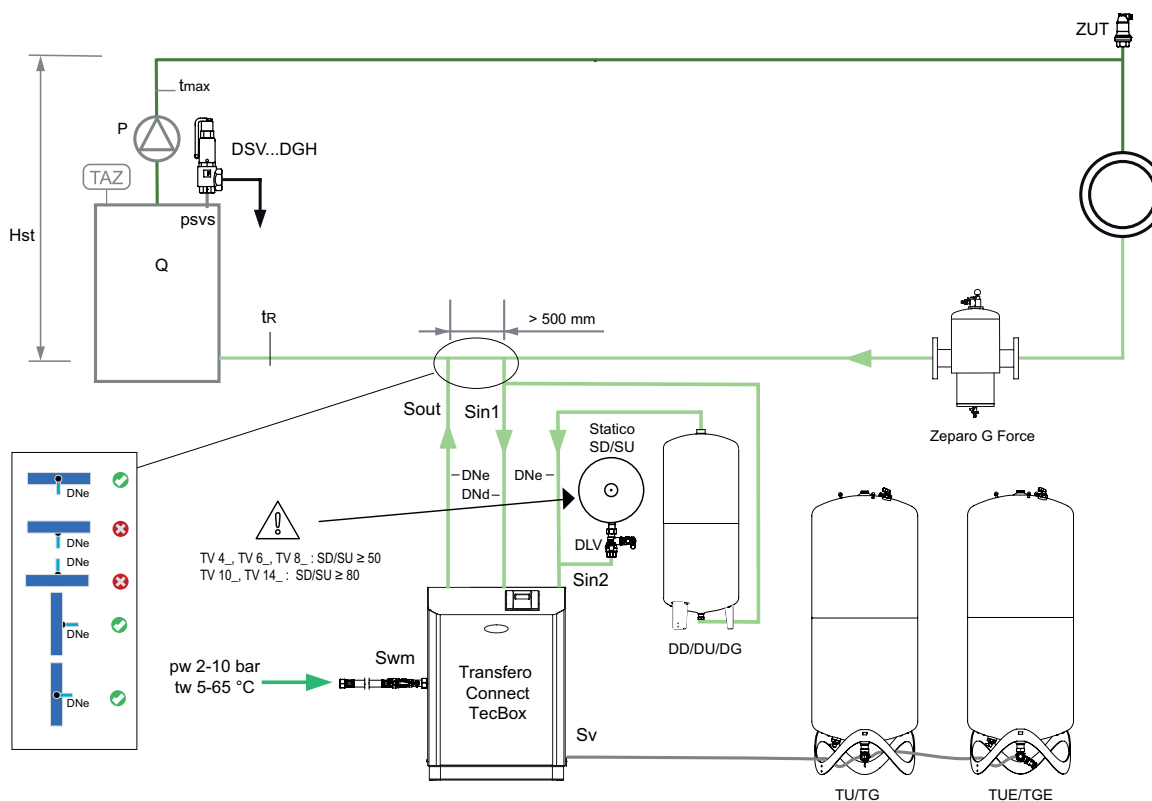 ZUT
tmax
P
DSV...DGH
TAZ
psvs
Hst
Q
> 500 mm
tR
Sout
Sin1
Statico
SD/SU
Zeparo G Force
DNe
DNd
DNe
DNe
DNe
DNe
DNe
DNe
TV 4_, TV 6_, TV 8_ : SD/SU ≥ 50
TV 10_, TV 14_ : SD/SU ≥ 80
DLV
Sin2
DD/DU/DG
pw 2-10 bar
tw 5-65 °C
Swm
Transfero
Connect
TecBox
Sv
TU/TG
TUE/TGE